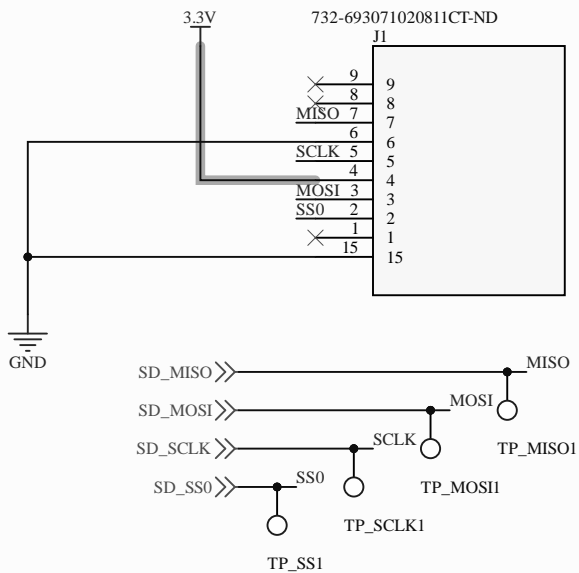 3.3V
732-693071020811CT-ND
J1
9 9
8 8
MISO 7 7
6 6
SCLK 5 5
4 4
MOSI 3 3
SS0 2 2
1 1
15 15
GND
SD_MISO MISO
SD_MOSI MOSI
TP_MISO1
SD_SCLK SCLK
TP_MOSI1
SD_SS0 SS0
TP_SCLK1
TP_SS1